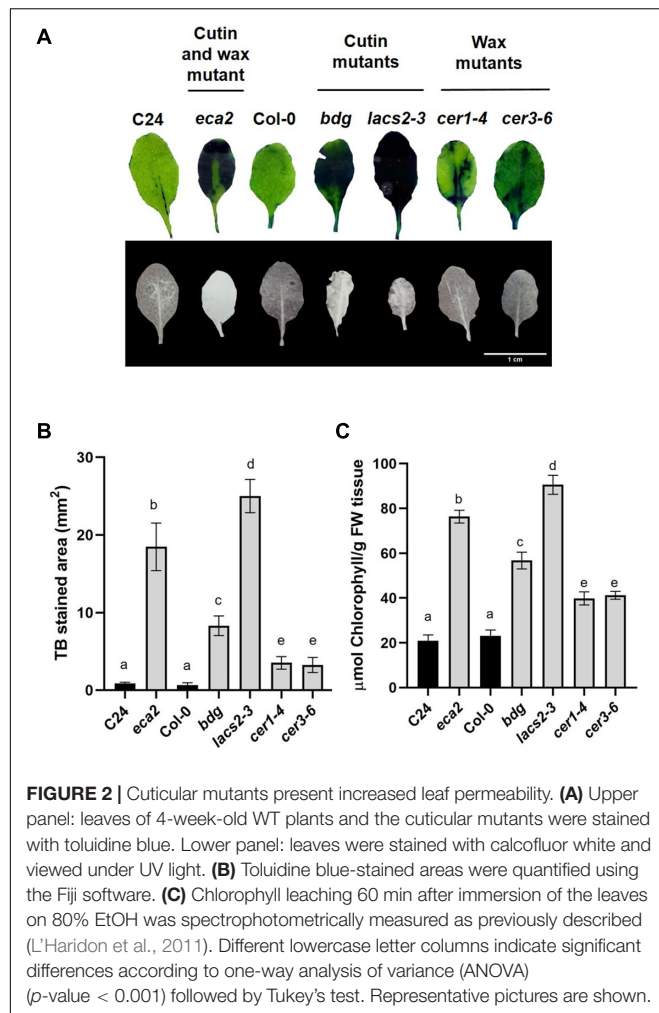 A
Cutin
and wax
mutant
Cutin
mutants
Wax
mutants
C24 eca2 Col-0 bdg lacs2-3 cer1-4 cer3-6
1 cm
B
TB stained area (mm²)
30
20
10
0
a b a c d e e
C24 eca2 Col-0 bdg lacs2-3 cer1-4 cer3-6
C
μmol Chlorophyll/g FW tissue
100
80
60
40
20
0
a b a c d e e
C24 eca2 Col-0 bdg lacs2-3 cer1-4 cer3-6
FIGURE 2 | Cuticular mutants present increased leaf permeability. (A) Upper
panel: leaves of 4-week-old WT plants and the cuticular mutants were stained
with toluidine blue. Lower panel: leaves were stained with calcofluor white and
viewed under UV light. (B) Toluidine blue-stained areas were quantified using
the Fiji software. (C) Chlorophyll leaching 60 min after immersion of the leaves
on 80% EtOH was spectrophotometrically measured as previously described
(L'Haridon et al., 2011). Different lowercase letter columns indicate significant
differences according to one-way analysis of variance (ANOVA)
(p-value < 0.001) followed by Tukey's test. Representative pictures are shown.